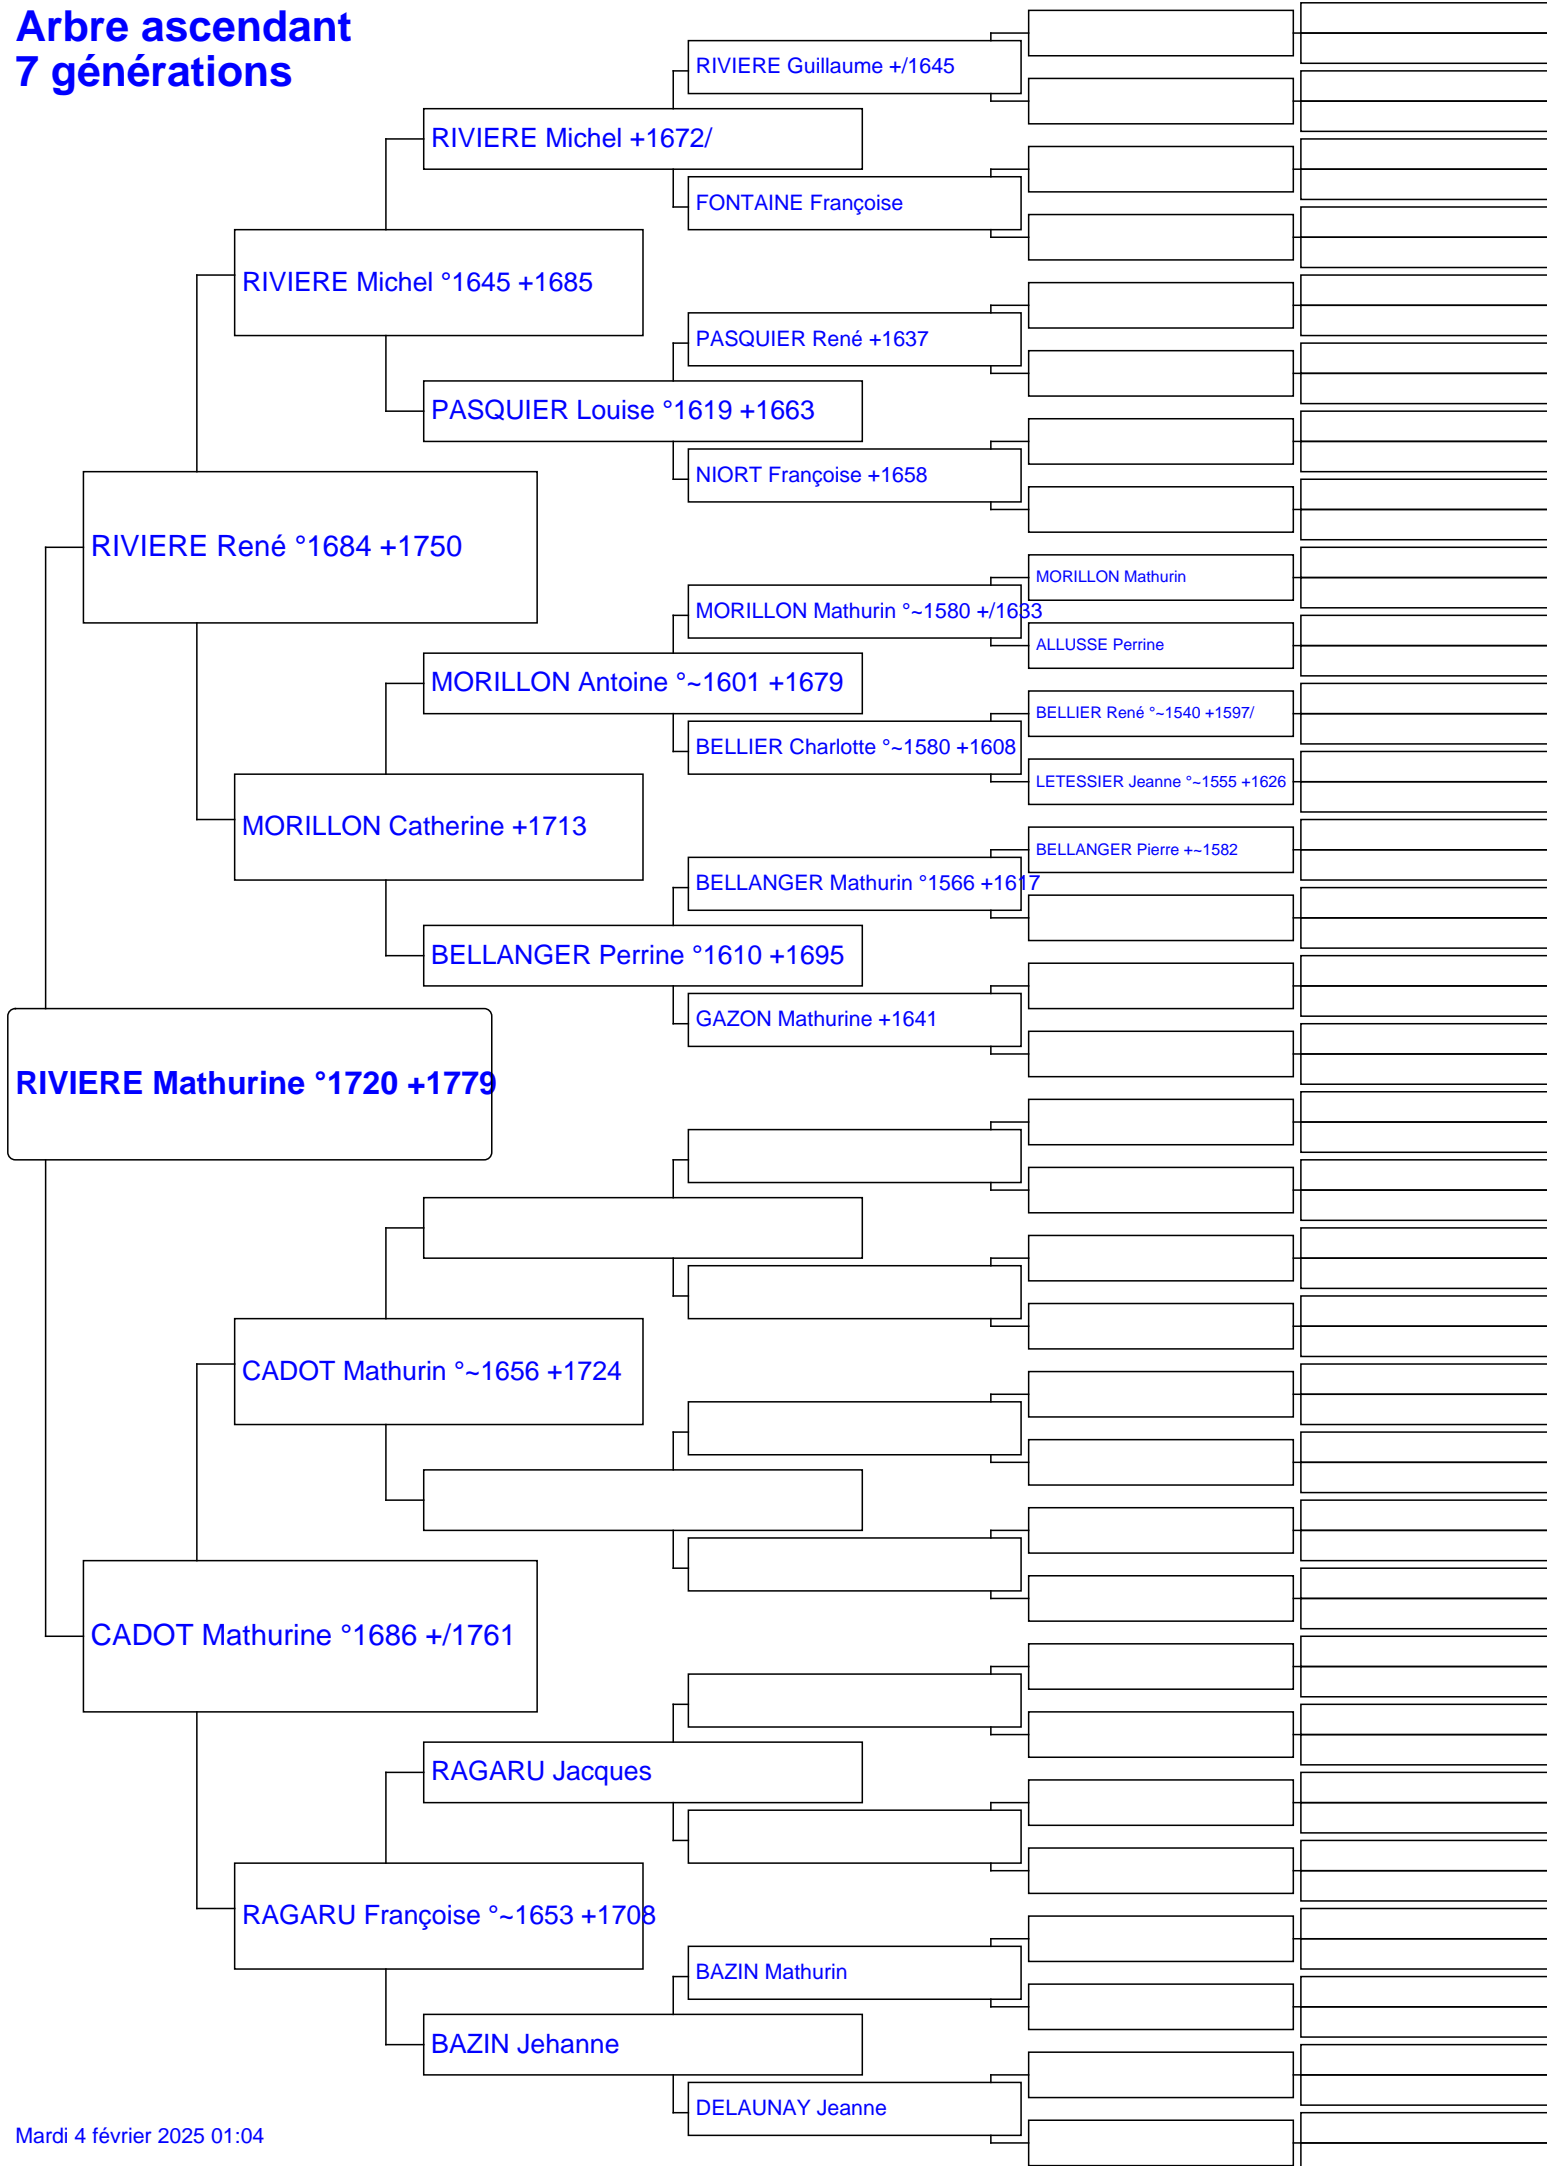 Arbre ascendant
7 générations
RIVIERE Guillaume +/1645
RIVIERE Michel +1672/
FONTAINE Françoise
RIVIERE Michel °1645 +1685
PASQUIER René +1637
PASQUIER Louise °1619 +1663
NIORT Françoise +1658
RIVIERE René °1684 +1750
MORILLON Mathurin
MORILLON Mathurin °~1580 +/1633
ALLUSSE Perrine
MORILLON Antoine °~1601 +1679
BELLIER René °~1540 +1597/
BELLIER Charlotte °~1580 +1608
LETESSIER Jeanne °~1555 +1626
MORILLON Catherine +1713
BELLANGER Pierre +~1582
BELLANGER Mathurin °1566 +1617
BELLANGER Perrine °1610 +1695
GAZON Mathurine +1641
RIVIERE Mathurine °1720 +1779
CADOT Mathurin °~1656 +1724
CADOT Mathurine °1686 +/1761
RAGARU Jacques
RAGARU Françoise °~1653 +1708
BAZIN Mathurin
BAZIN Jehanne
DELAUNAY Jeanne
Mardi 4 février 2025 01:04